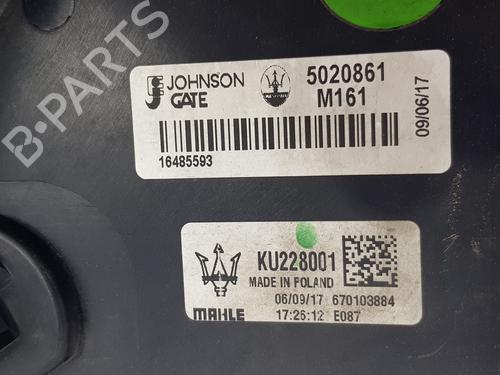 B-PARTS
JOHNSON
GATE
5020861
M161
09/06/17
16485593
KU228001
MADE IN POLAND
06/09/17 670103884
MAHLE
17:26:12 E087